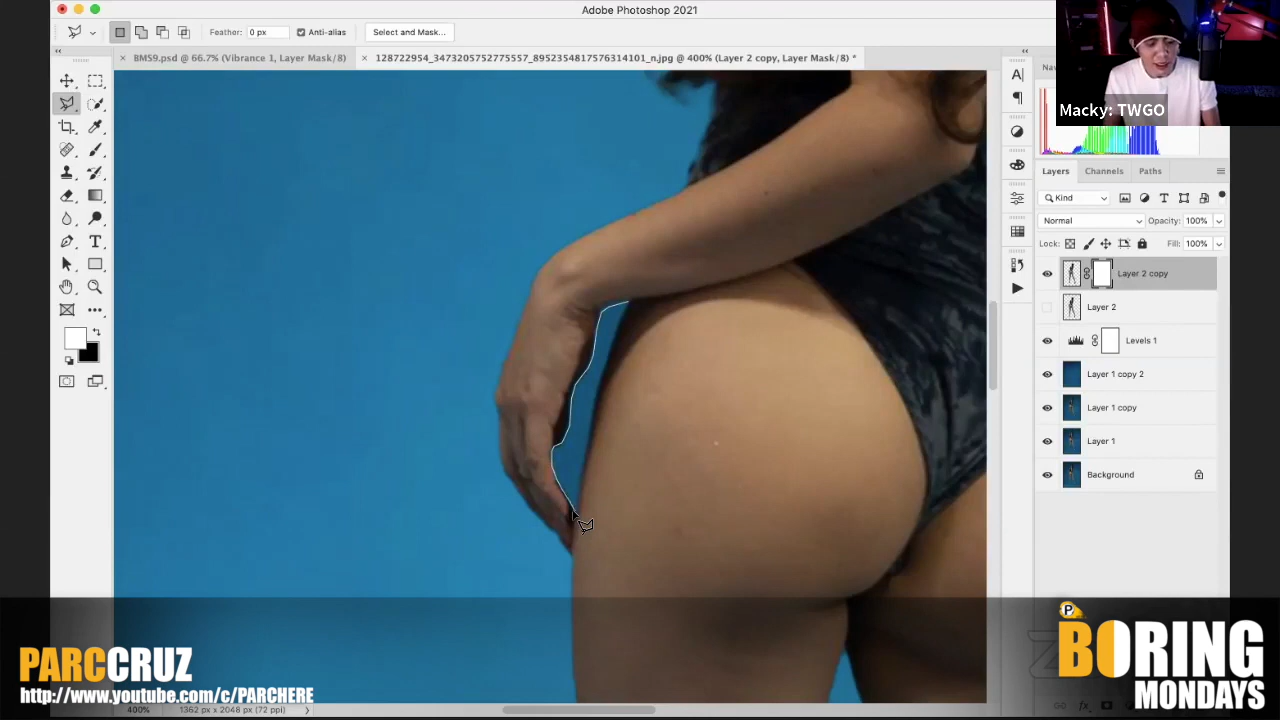 Adobe Photoshop 2021
Feather: 0 px
Anti-alias
Select and Mask...
BMS9.psd @ 66.7% (Vibrance 1, Layer Mask/8)
128722954_3473205752775557_8952354817576314101_n.jpg @ 400% (Layer 2 copy, Layer Mask/8) *
Macky: TWGO
Layers
Channels
Paths
Kind
Normal
Opacity: 100%
Lock:
Fill: 100%
Layer 2 copy
Layer 2
Levels 1
Layer 1 copy 2
Layer 1 copy
Layer 1
Background
PARCCRUZ
http://www.youtube.com/c/PARCHERE
BORING
MONDAYS
400%
1362 px x 2048 px (72 ppi)